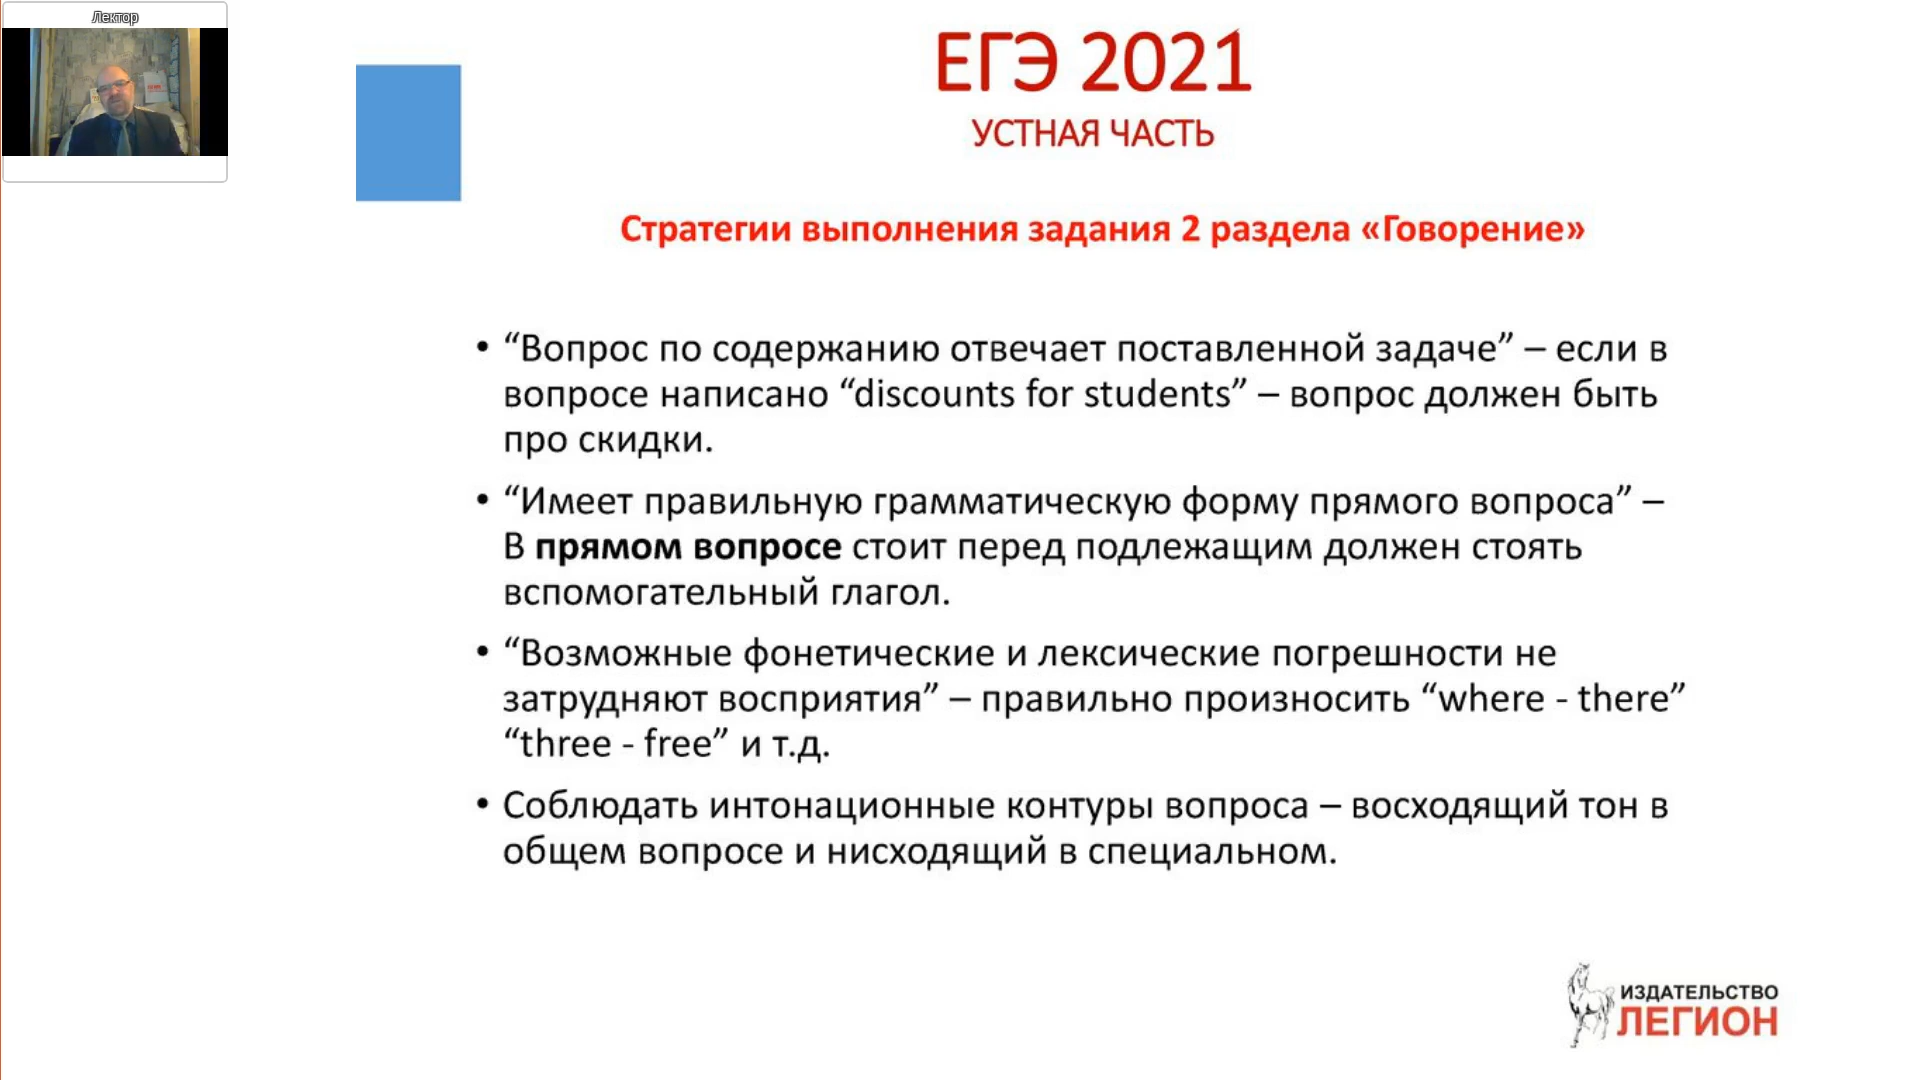 Лектор
ЕГЭ 2021
УСТНАЯ ЧАСТЬ
Стратегии выполнения задания 2 раздела «Говорение»
• “Вопрос по содержанию отвечает поставленной задаче” – если в
вопросе написано “discounts for students” – вопрос должен быть
про скидки.
• “Имеет правильную грамматическую форму прямого вопроса” –
В прямом вопросе стоит перед подлежащим должен стоять
вспомогательный глагол.
• “Возможные фонетические и лексические погрешности не
затрудняют восприятия” – правильно произносить “where - there”
“three - free” и т.д.
• Соблюдать интонационные контуры вопроса – восходящий тон в
общем вопросе и нисходящий в специальном.
ИЗДАТЕЛЬСТВО
ЛЕГИОН